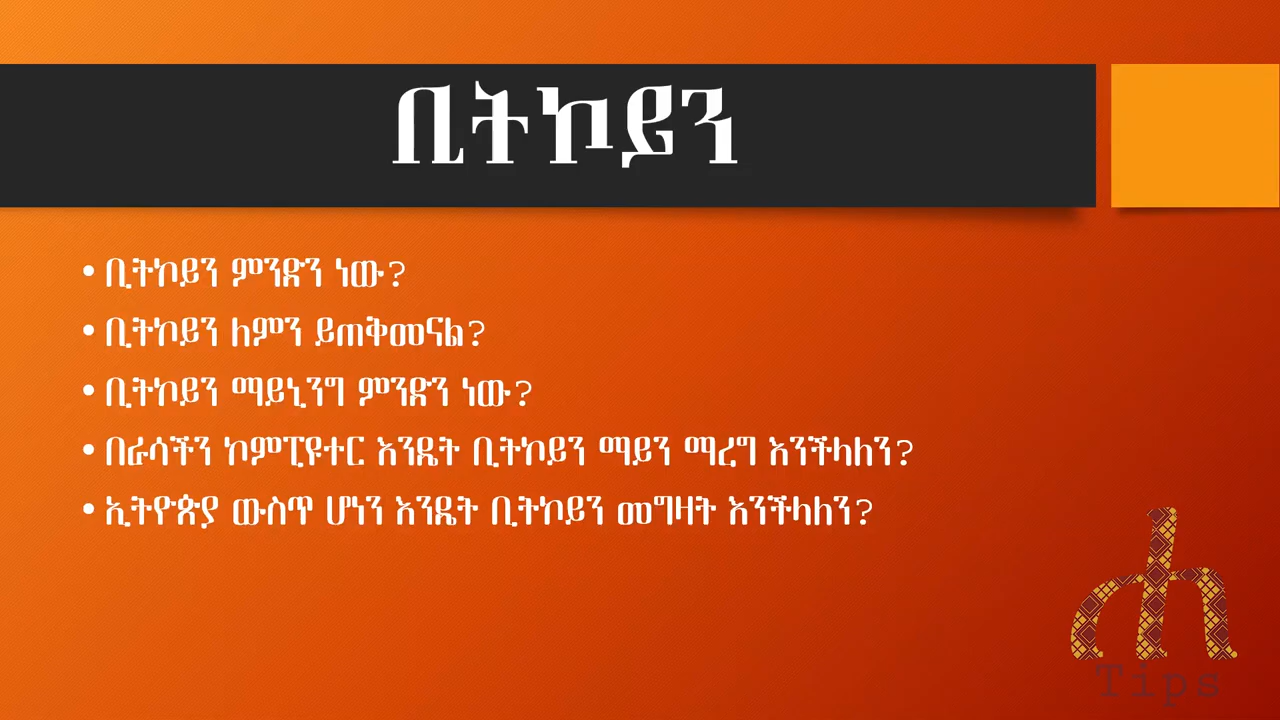 ቢትኮይን
• ቢትኮይን ምንድን ነው?
• ቢትኮይን ለምን ይጠቅመናል?
• ቢትኮይን ማይኒንግ ምንድን ነው?
• በራሳችን ኮምፒዩተር እንዴት ቢትኮይን ማይን ማረግ እንችላለን?
• ኢትዮጵያ ውስጥ ሆነን እንዴት ቢትኮይን መግዛት እንችላለን?
ሐ
Tips